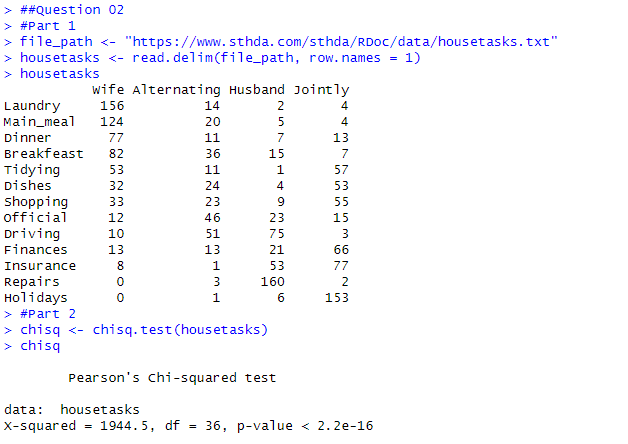 > ##Question 02
> #Part 1
> file_path <- "https://www.sthda.com/sthda/RDoc/data/housetasks.txt"
> housetasks <- read.delim(file_path, row.names = 1)
> housetasks
           Wife Alternating Husband Jointly
Laundry     156          14       2       4
Main_meal   124          20       5       4
Dinner       77          11       7      13
Breakfeast   82          36      15       7
Tidying      53          11       1      57
Dishes       32          24       4      53
Shopping     33          23       9      55
Official     12          46      23      15
Driving      10          51      75       3
Finances     13          13      21      66
Insurance     8           1      53      77
Repairs       0           3     160       2
Holidays      0           1       6     153
> #Part 2
> chisq <- chisq.test(housetasks)
> chisq
        Pearson's Chi-squared test
data:  housetasks
X-squared = 1944.5, df = 36, p-value < 2.2e-16